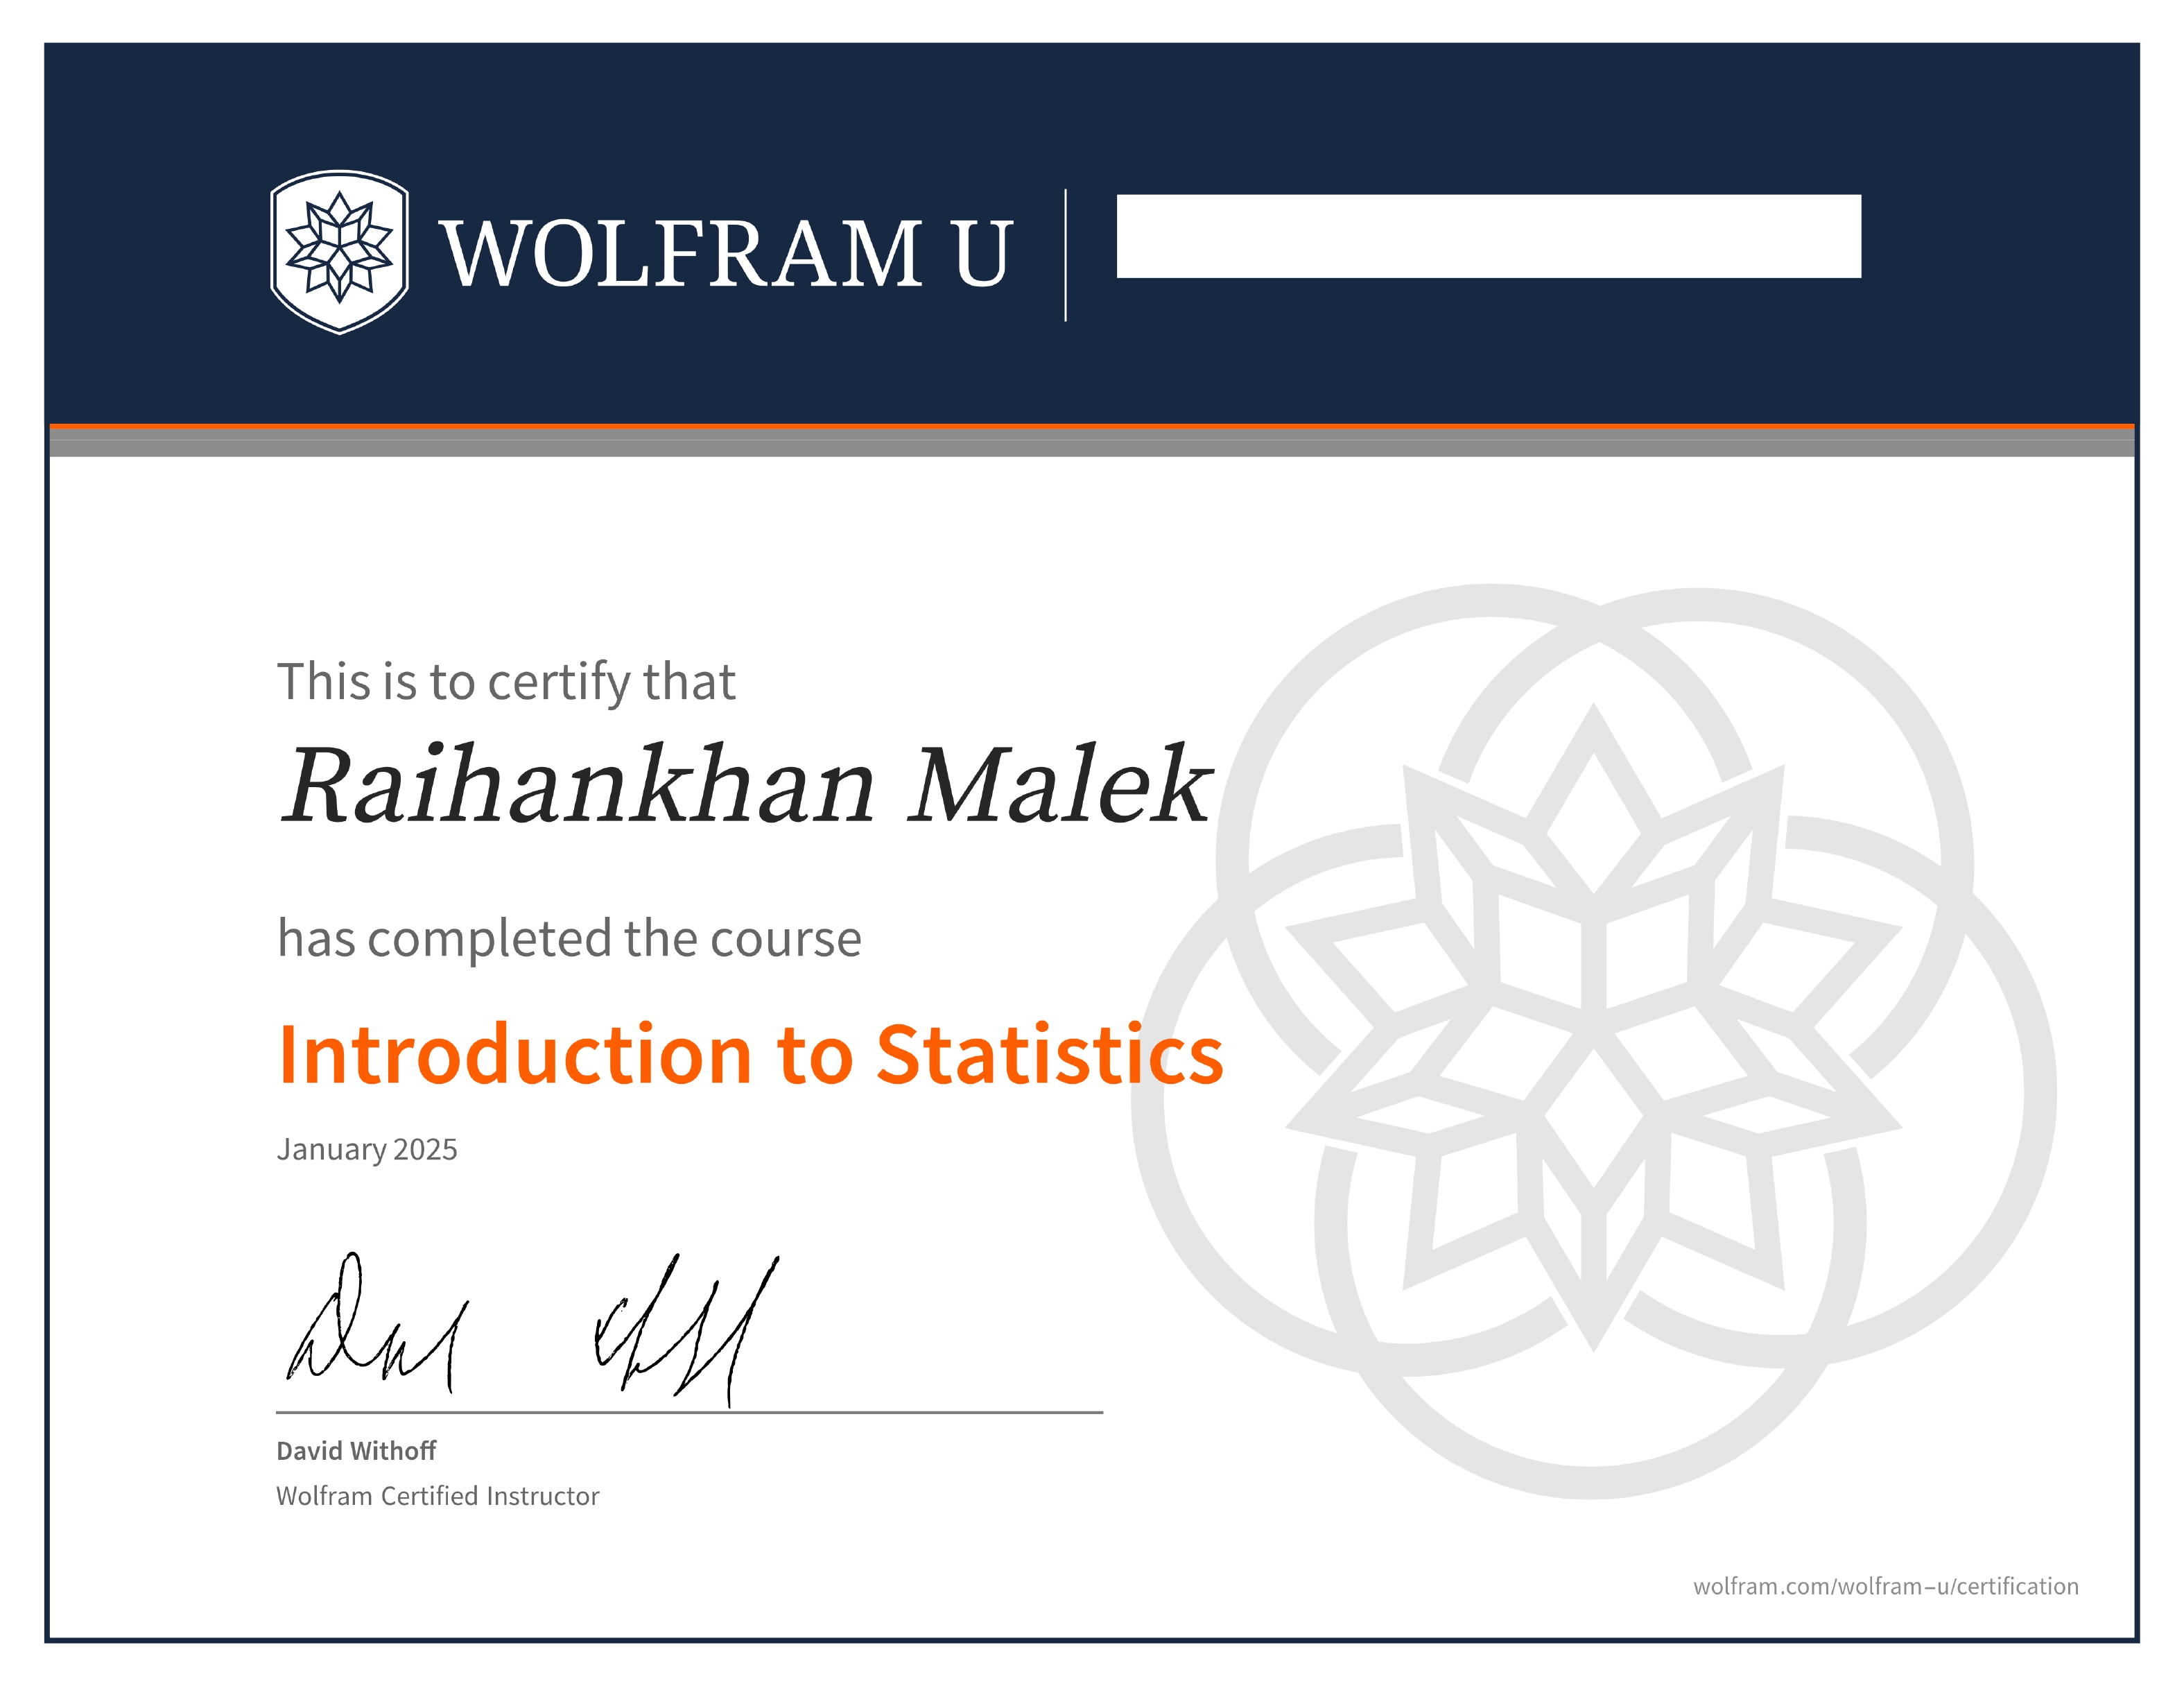 WOLFRAM U
This is to certify that
Raihankhan Malek
has completed the course
Introduction to Statistics
January 2025
David Withoff
Wolfram Certified Instructor
wolfram.com/wolfram-u/certification